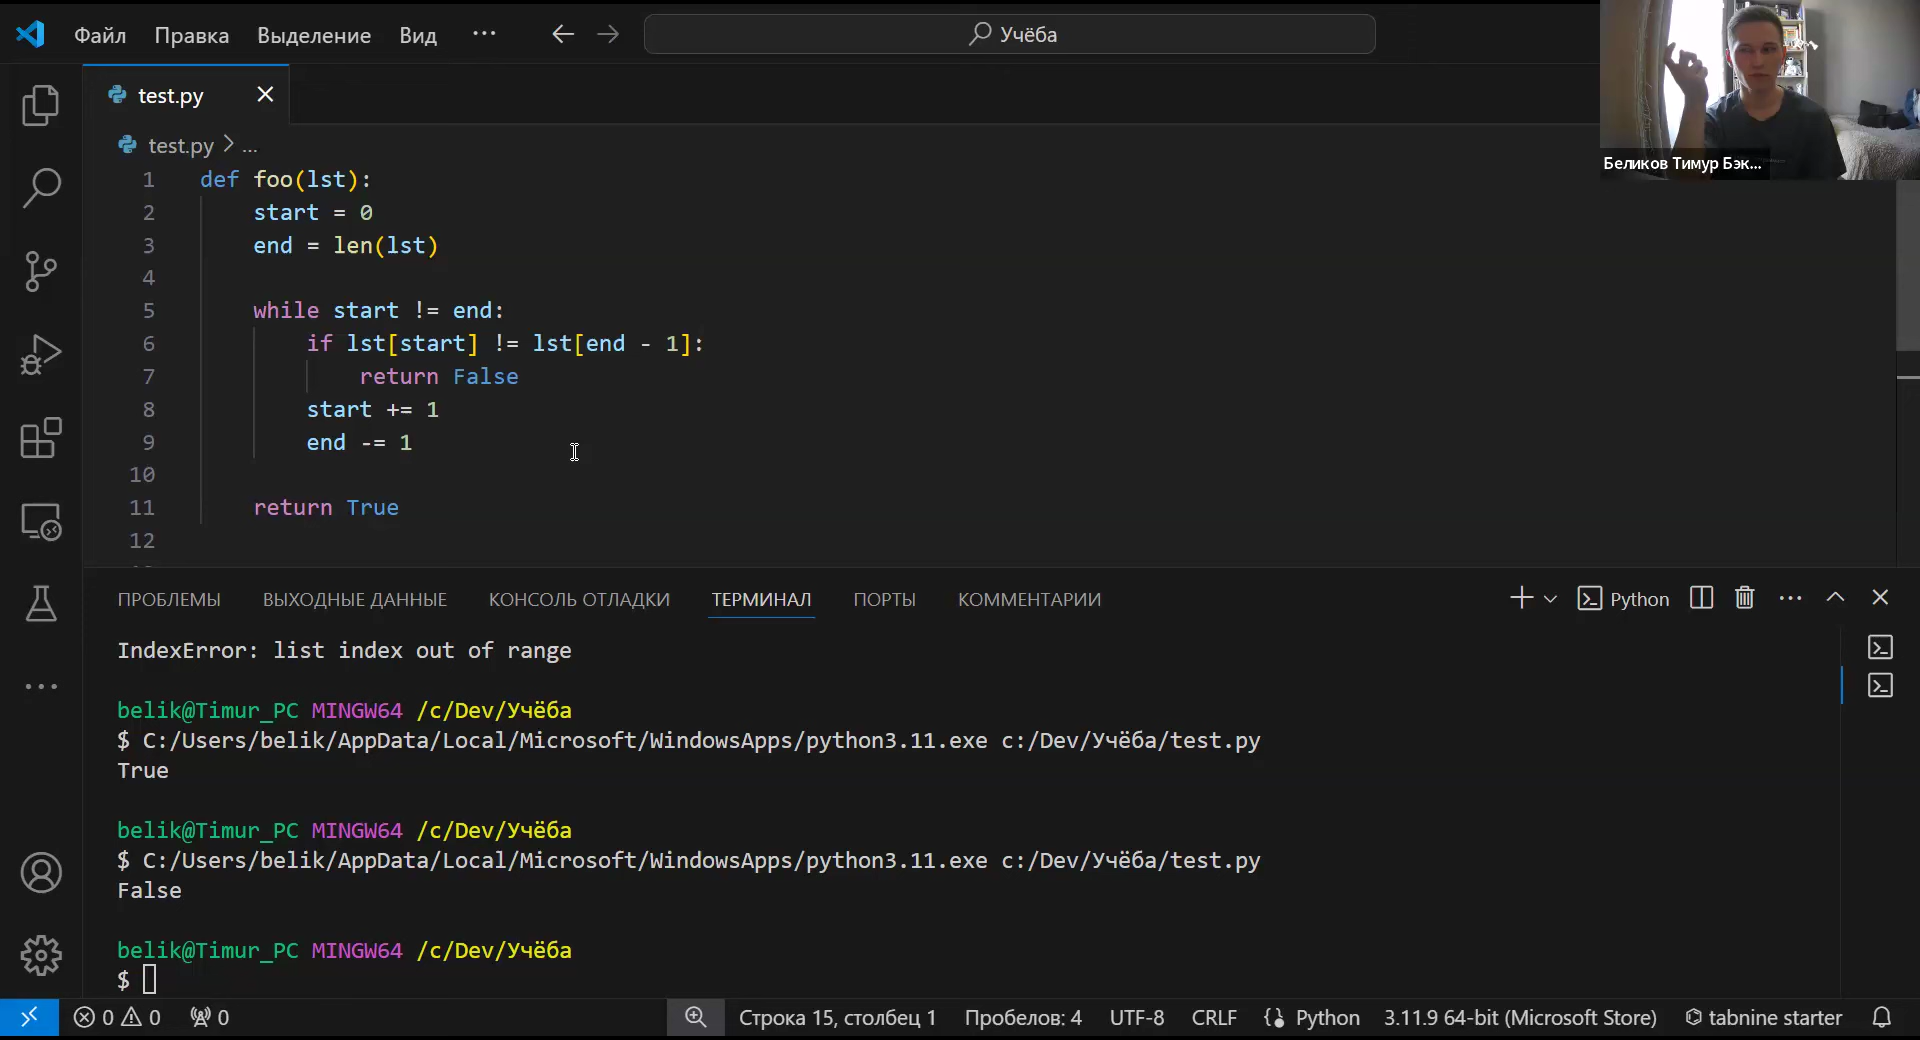 Файл Правка Выделение Вид ... Учёба
Беликов Тимур Бэк...
test.py
test.py > ...
1 def foo(lst):
2 start = 0
3 end = len(lst)
4
5 while start != end:
6 if lst[start] != lst[end - 1]:
7 return False
8 start += 1
9 end -= 1
10
11 return True
12
ПРОБЛЕМЫ ВЫХОДНЫЕ ДАННЫЕ КОНСОЛЬ ОТЛАДКИ ТЕРМИНАЛ ПОРТЫ КОММЕНТАРИИ Python
IndexError: list index out of range
belik@Timur_PC MINGW64 /c/Dev/Учёба
$ C:/Users/belik/AppData/Local/Microsoft/WindowsApps/python3.11.exe c:/Dev/Учёба/test.py
True
belik@Timur_PC MINGW64 /c/Dev/Учёба
$ C:/Users/belik/AppData/Local/Microsoft/WindowsApps/python3.11.exe c:/Dev/Учёба/test.py
False
belik@Timur_PC MINGW64 /c/Dev/Учёба
$
0 0 0 Строка 15, столбец 1 Пробелов: 4 UTF-8 CRLF Python 3.11.9 64-bit (Microsoft Store) tabnine starter